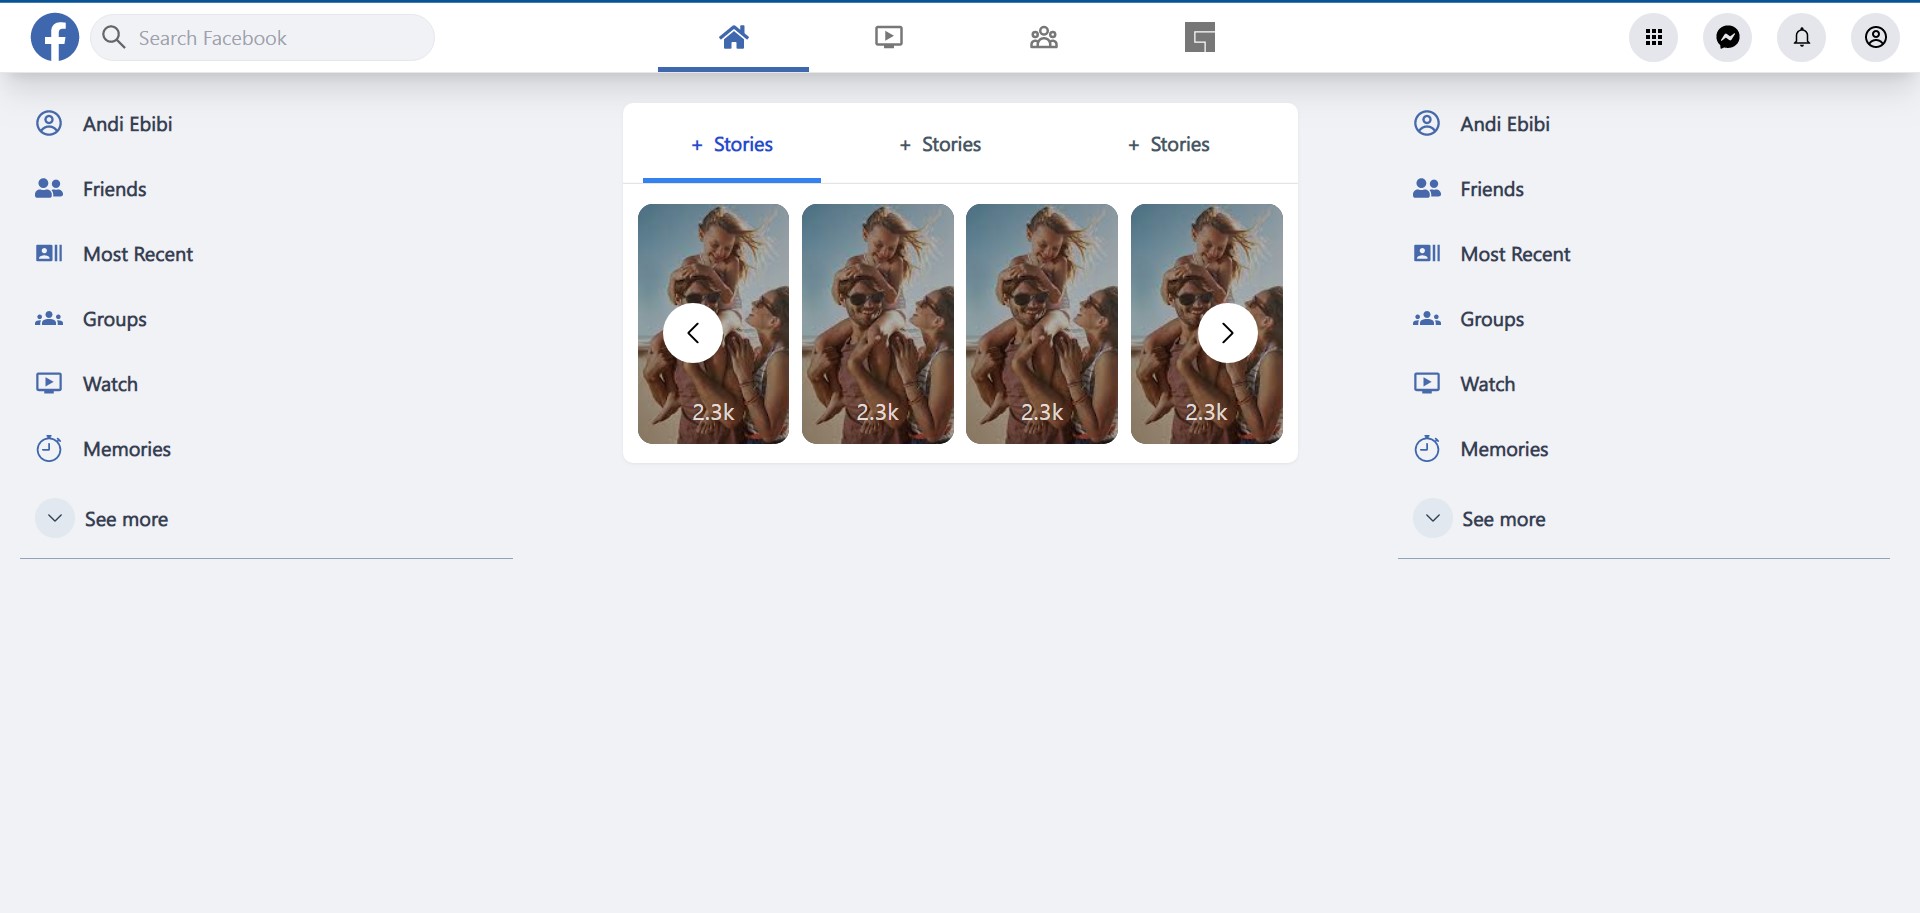 Search Facebook
Andi Ebibi
Friends
Most Recent
Groups
Watch
Memories
See more
+ Stories
+ Stories
+ Stories
2.3k
2.3k
2.3k
2.3k
Andi Ebibi
Friends
Most Recent
Groups
Watch
Memories
See more